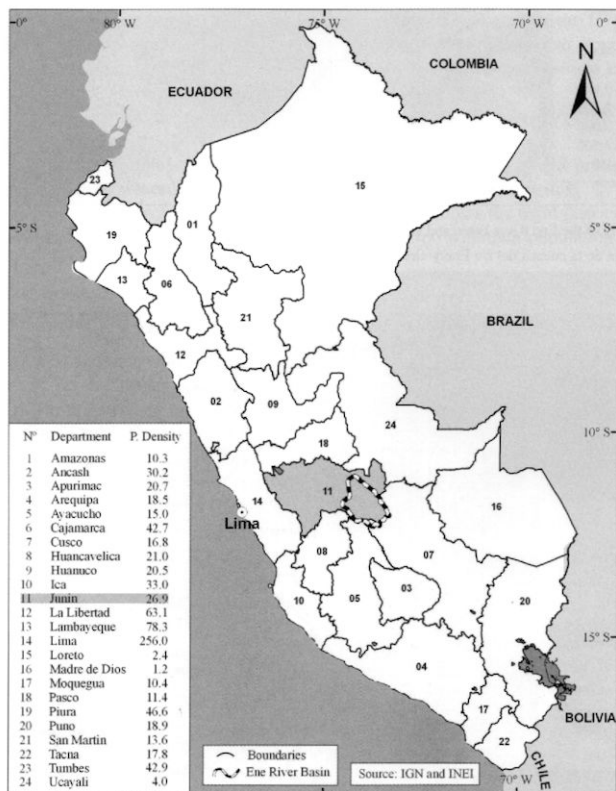 0° 80° W 75° W 70° W 0°
N
COLOMBIA
ECUADOR
23
15
01
5° S 5° S
19
13
06
21
BRAZIL
12
02
09
24
18
10° S
11
14
Lima
16
08
07
10
05
03
20
15° S
04
17
22
BOLIVIA
CHILE
70° W
Nº Department P. Density
1 Amazonas 10.3
2 Ancash 30.2
3 Apurimac 20.7
4 Arequipa 18.5
5 Ayacucho 15.0
6 Cajamarca 42.7
7 Cusco 16.8
8 Huancavelica 21.0
9 Huanuco 20.5
10 Ica 33.0
11 Junin 26.9
12 La Libertad 63.1
13 Lambayeque 78.3
14 Lima 256.0
15 Loreto 2.4
16 Madre de Dios 1.2
17 Moquegua 10.4
18 Pasco 11.4
19 Piura 46.6
20 Puno 18.9
21 San Martin 13.6
22 Tacna 17.8
23 Tumbes 42.9
24 Ucayali 4.0
Boundaries
Ene River Basin
Source: IGN and INEI